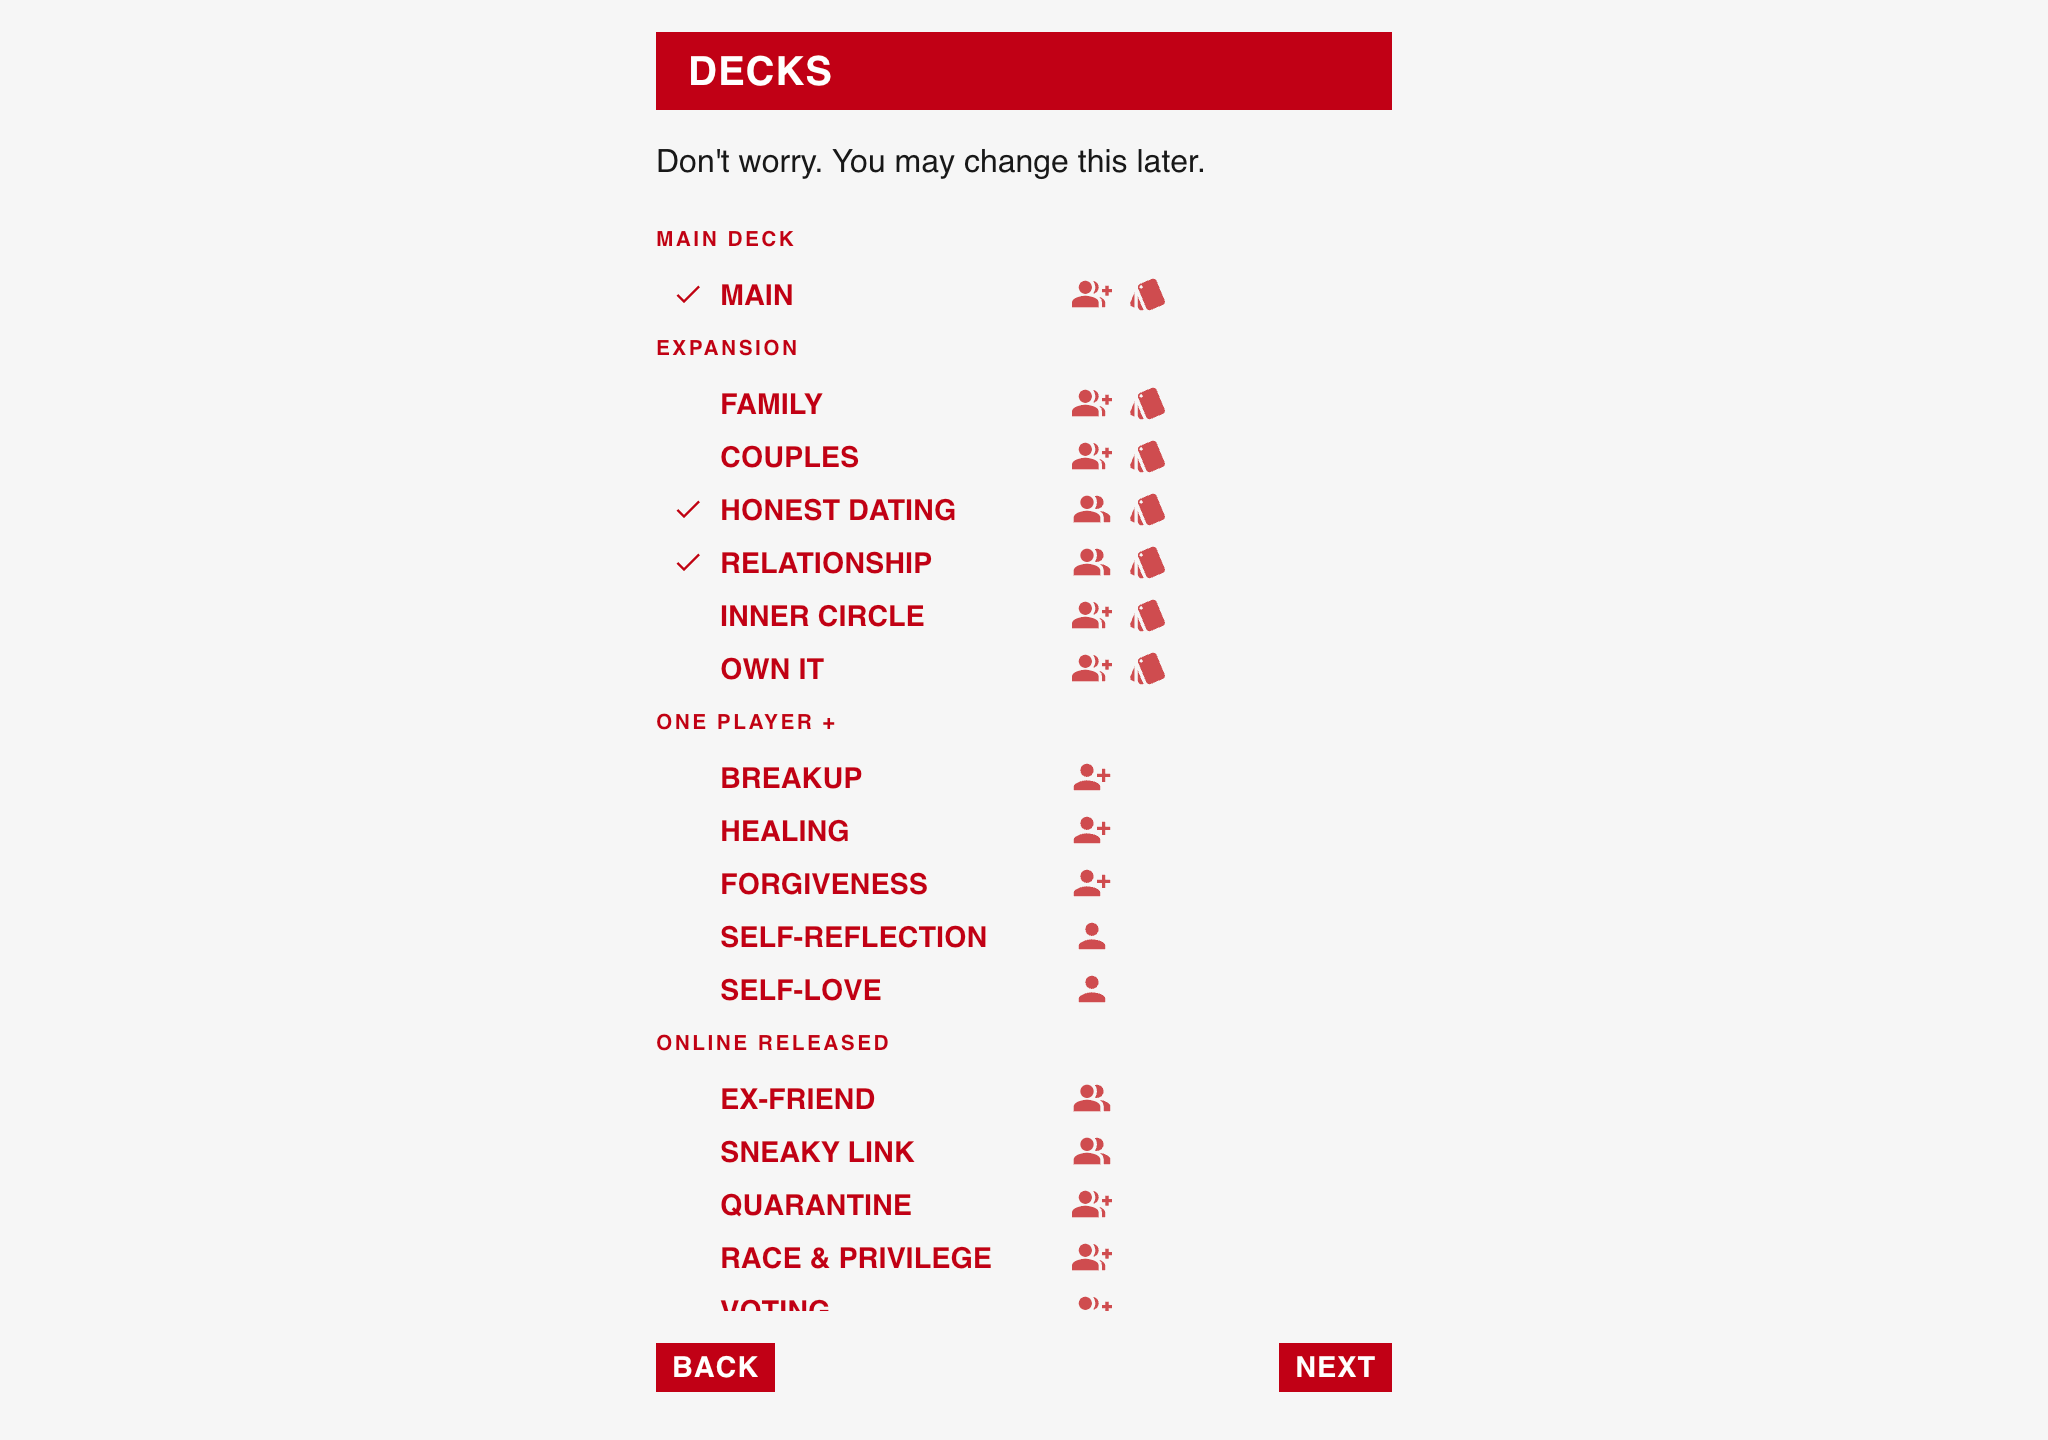 DECKS
Don't worry. You may change this later.
MAIN DECK
MAIN
EXPANSION
FAMILY
COUPLES
HONEST DATING
RELATIONSHIP
INNER CIRCLE
OWN IT
ONE PLAYER +
BREAKUP
HEALING
FORGIVENESS
SELF-REFLECTION
SELF-LOVE
ONLINE RELEASED
EX-FRIEND
SNEAKY LINK
QUARANTINE
RACE & PRIVILEGE
VOTING
BACK
NEXT